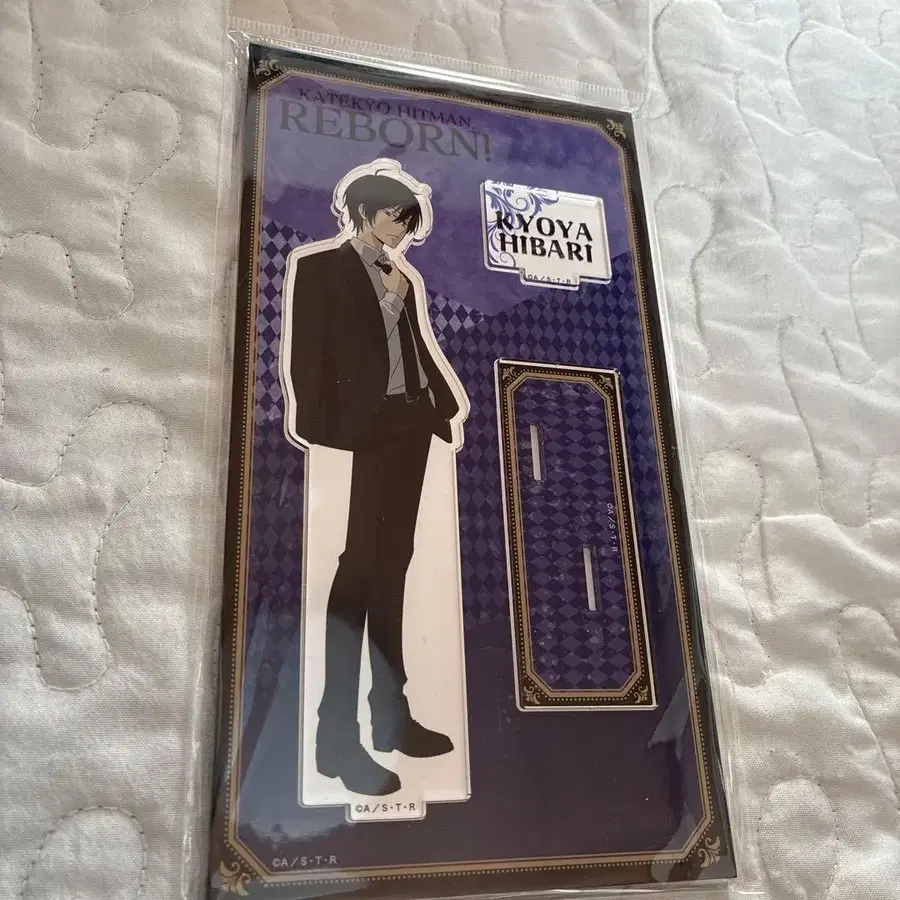 KATEKYO HITMAN
REBORN!
KYOYA
HIBARI
©A/S・T・R
©A/S・T・R
©A/S・T・R
©A/S・T・R